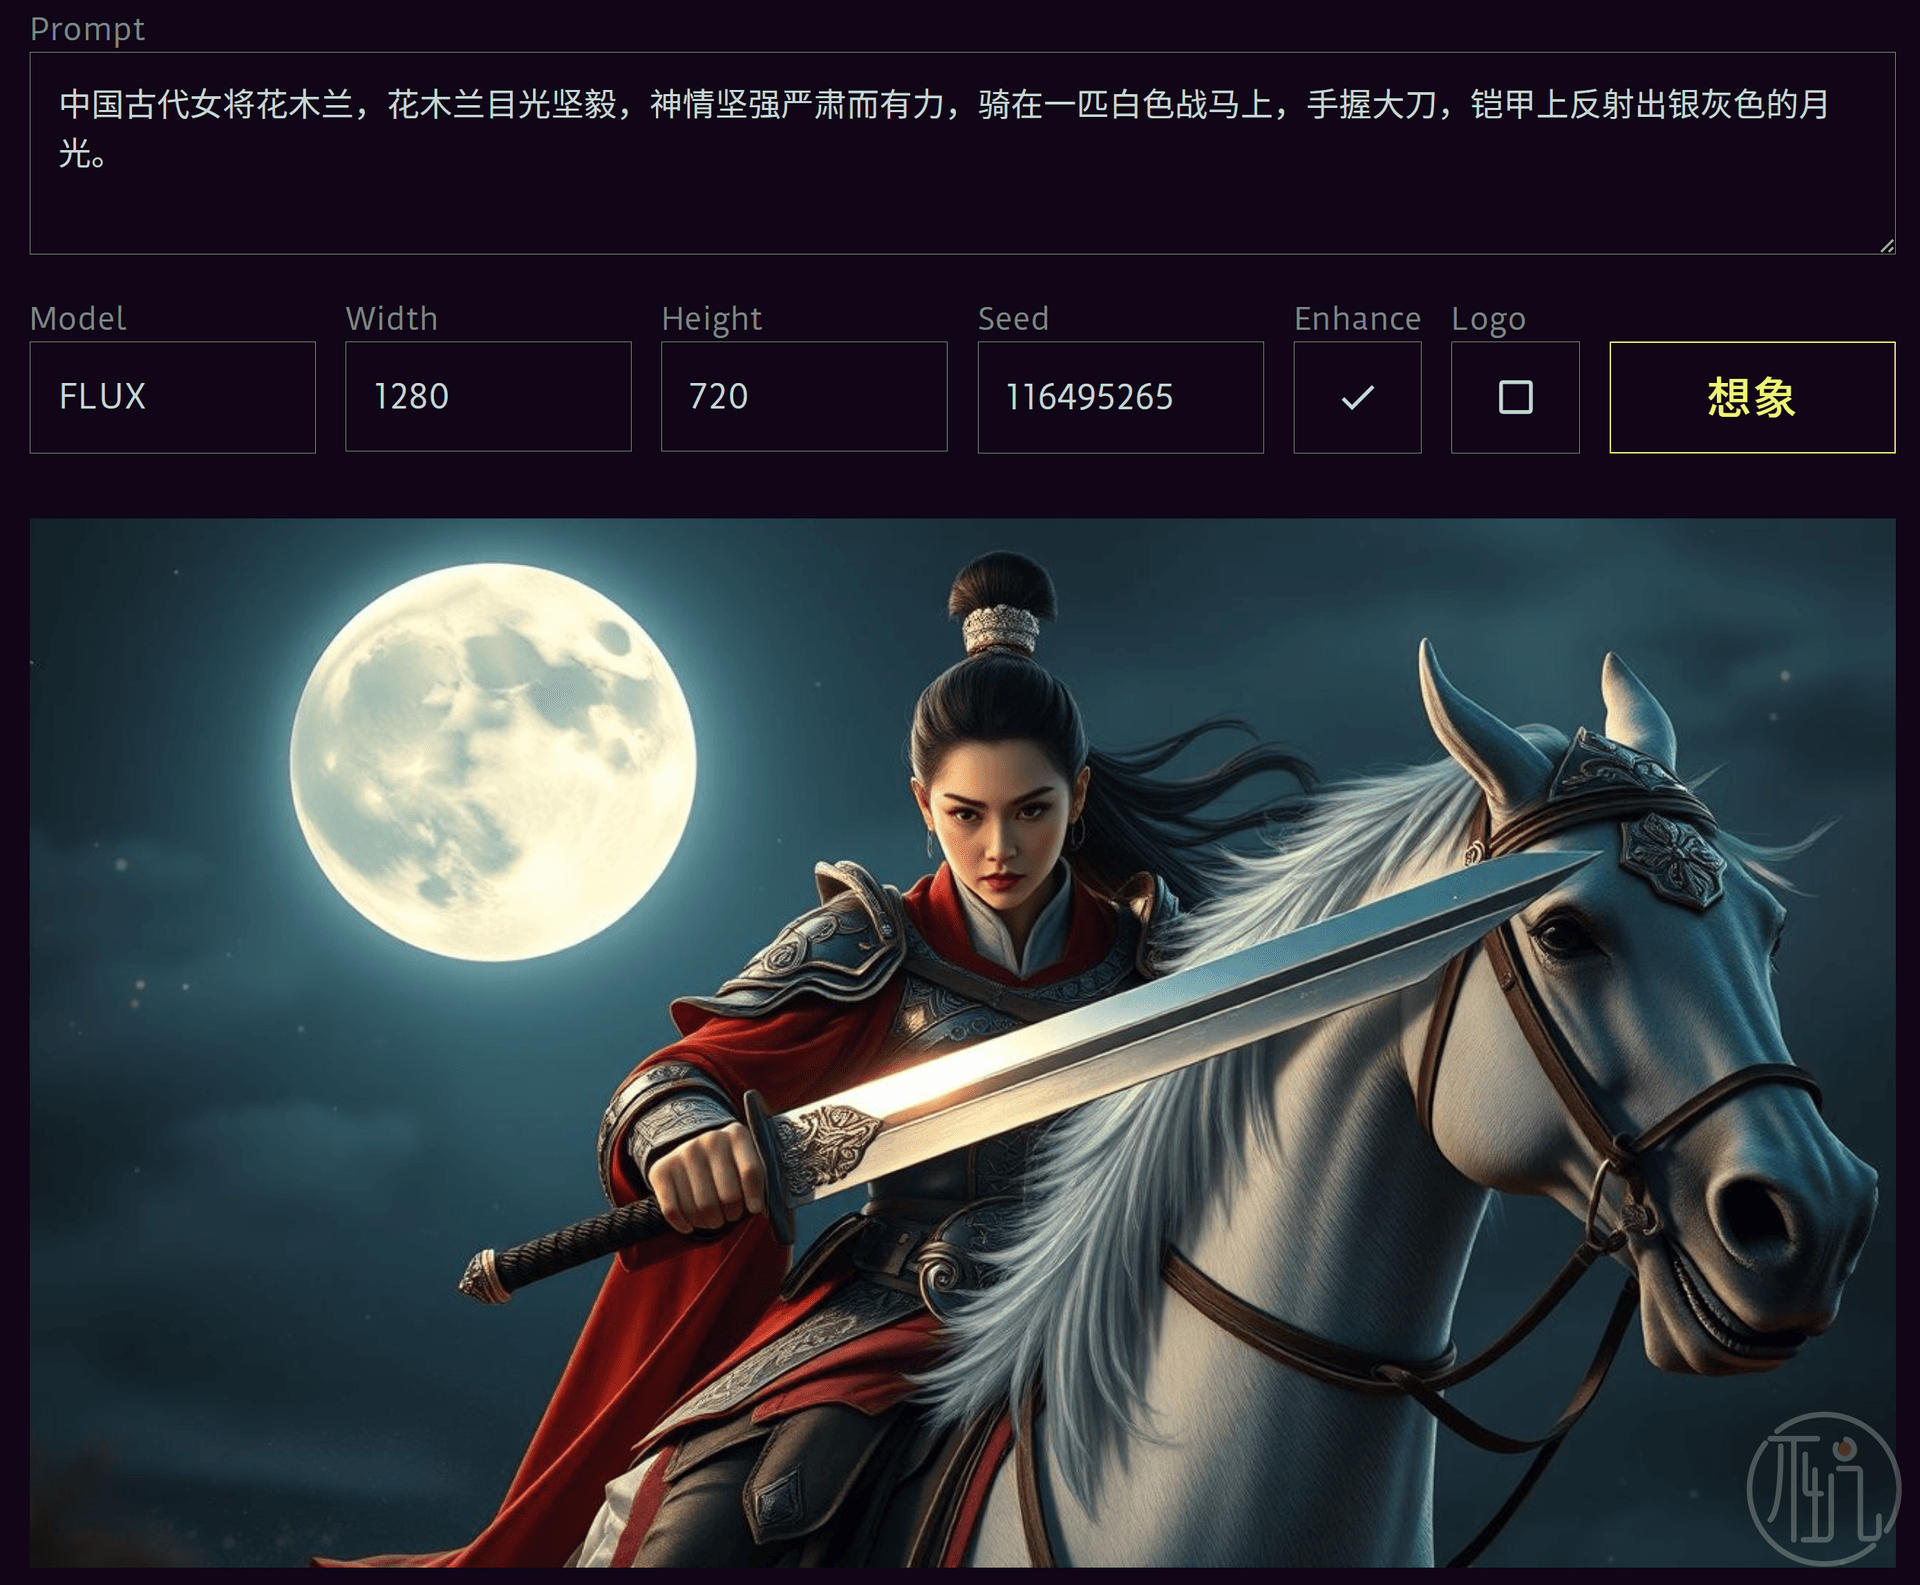 Prompt
中国古代女将花木兰，花木兰目光坚毅，神情坚强严肃而有力，骑在一匹白色战马上，手握大刀，铠甲上反射出银灰色的月
光。
Model Width Height Seed Enhance Logo
FLUX 1280 720 116495265 想象